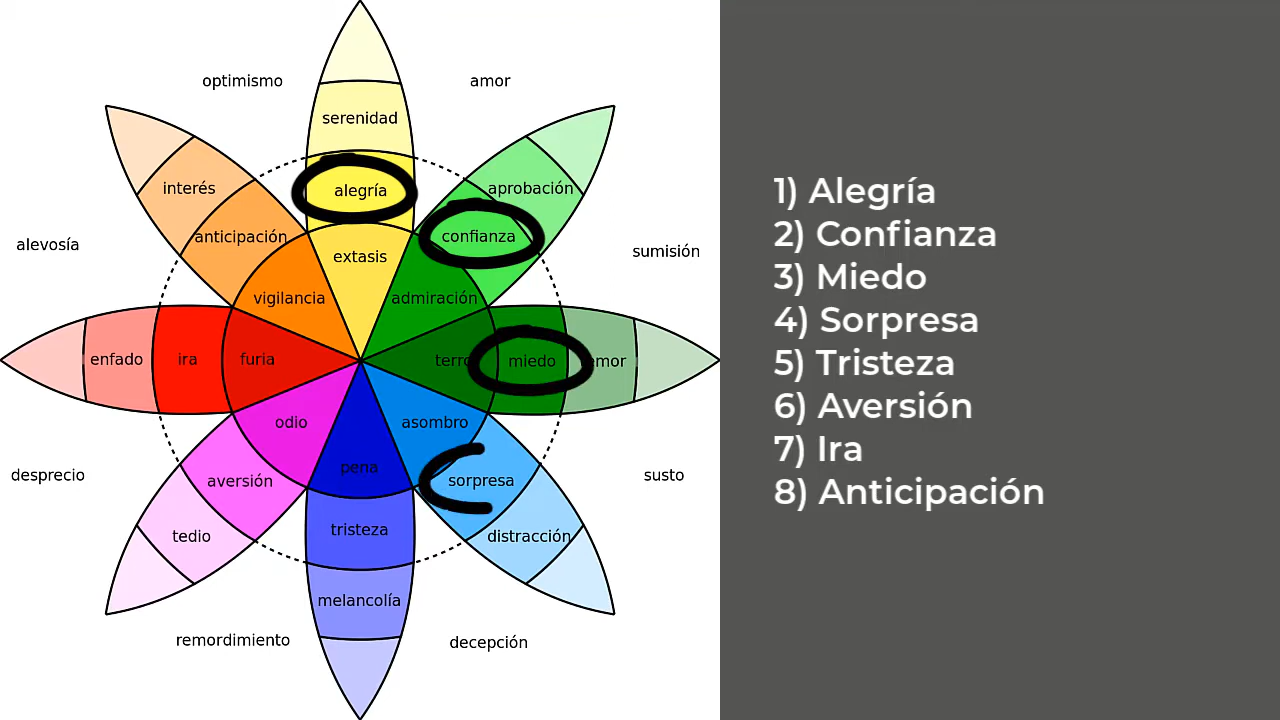 optimismo
amor
serenidad
interés
alegría
aprobación
anticipación
confianza
alevosía
extasis
sumisión
vigilancia
admiración
enfado
ira
furia
miedo
odio
asombro
desprecio
pena
susto
aversión
sorpresa
tedio
tristeza
distracción
melancolía
remordimiento
decepción
1) Alegría
2) Confianza
3) Miedo
4) Sorpresa
5) Tristeza
6) Aversión
7) Ira
8) Anticipación